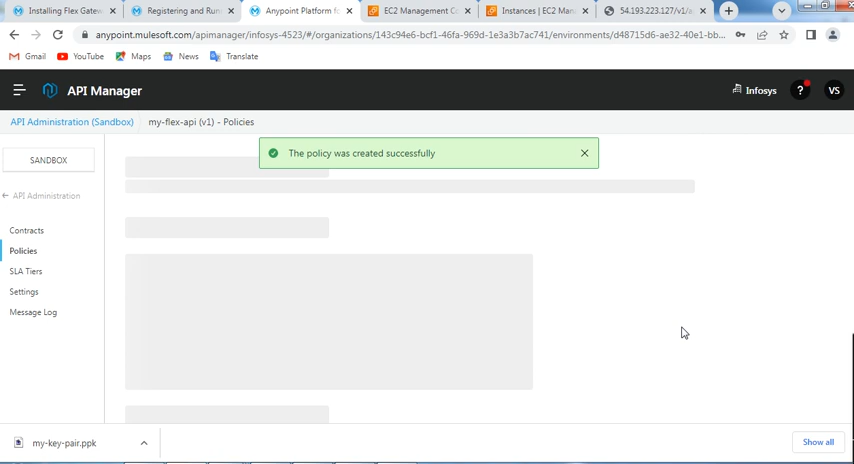 Installing Flex Gatew
Registering and Run
Anypoint Platform fo
EC2 Management Co
Instances | EC2 Mana
54.193.223.127/v1/a
anypoint.mulesoft.com/apimanager/infosys-4523/#/organizations/143c94e6-bcf1-46fa-969d-1e3a3b7ac741/environments/d48715d6-ae32-40e1-bb...
Gmail
YouTube
Maps
News
Translate
API Manager
Infosys
?
VS
API Administration (Sandbox)
my-flex-api (v1) - Policies
The policy was created successfully
SANDBOX
API Administration
Contracts
Policies
SLA Tiers
Settings
Message Log
my-key-pair.ppk
Show all